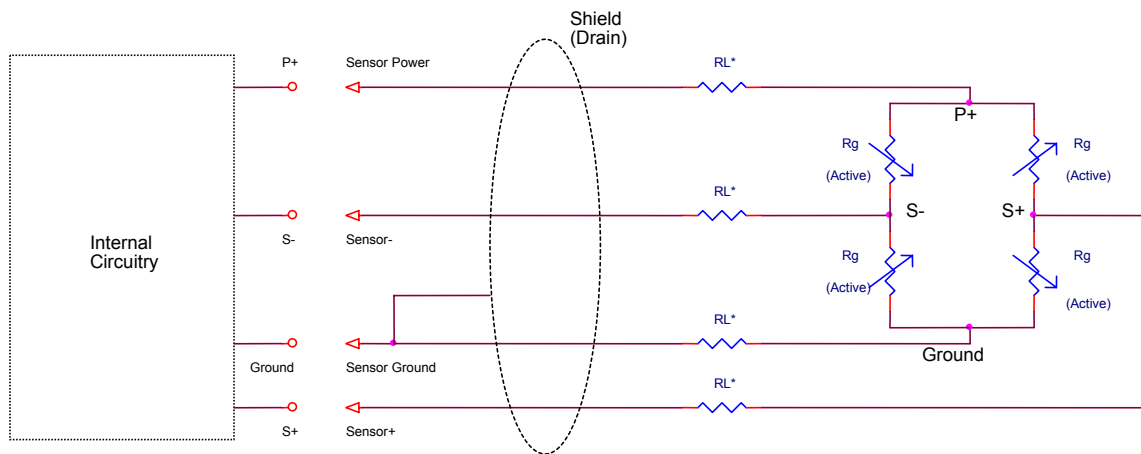 Shield
(Drain)
P+
Sensor Power
RL*
P+
Rg
(Active)
Rg
(Active)
RL*
S-
S+
S-
Sensor-
Internal
Circuitry
Rg
(Active)
Rg
(Active)
RL*
Ground
Sensor Ground
Ground
RL*
S+
Sensor+